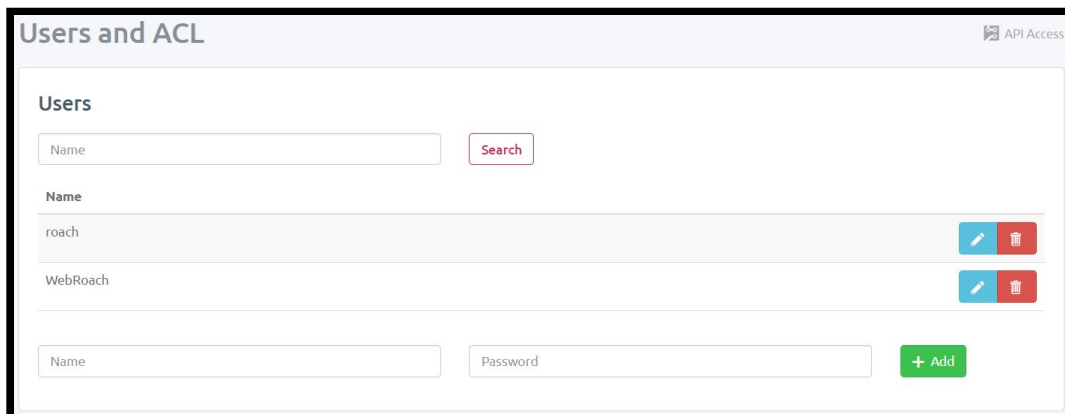 Users and ACL
API Access
Users
Name
Search
Name
roach
WebRoach
Name
Password
+ Add